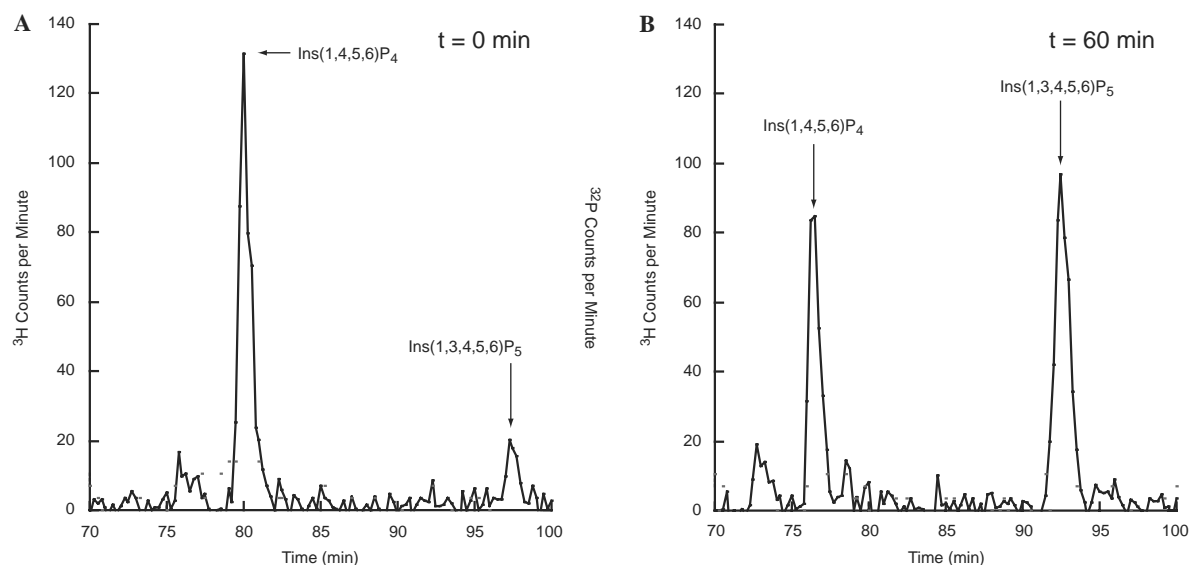 A
t = 0 min
Ins(1,4,5,6)P4
Ins(1,3,4,5,6)P5
3H Counts per Minute
140
120
100
80
60
40
20
0
70 75 80 85 90 95 100
Time (min)
32P Counts per Minute
B
t = 60 min
Ins(1,3,4,5,6)P5
Ins(1,4,5,6)P4
3H Counts per Minute
140
120
100
80
60
40
20
0
70 75 80 85 90 95 100
Time (min)